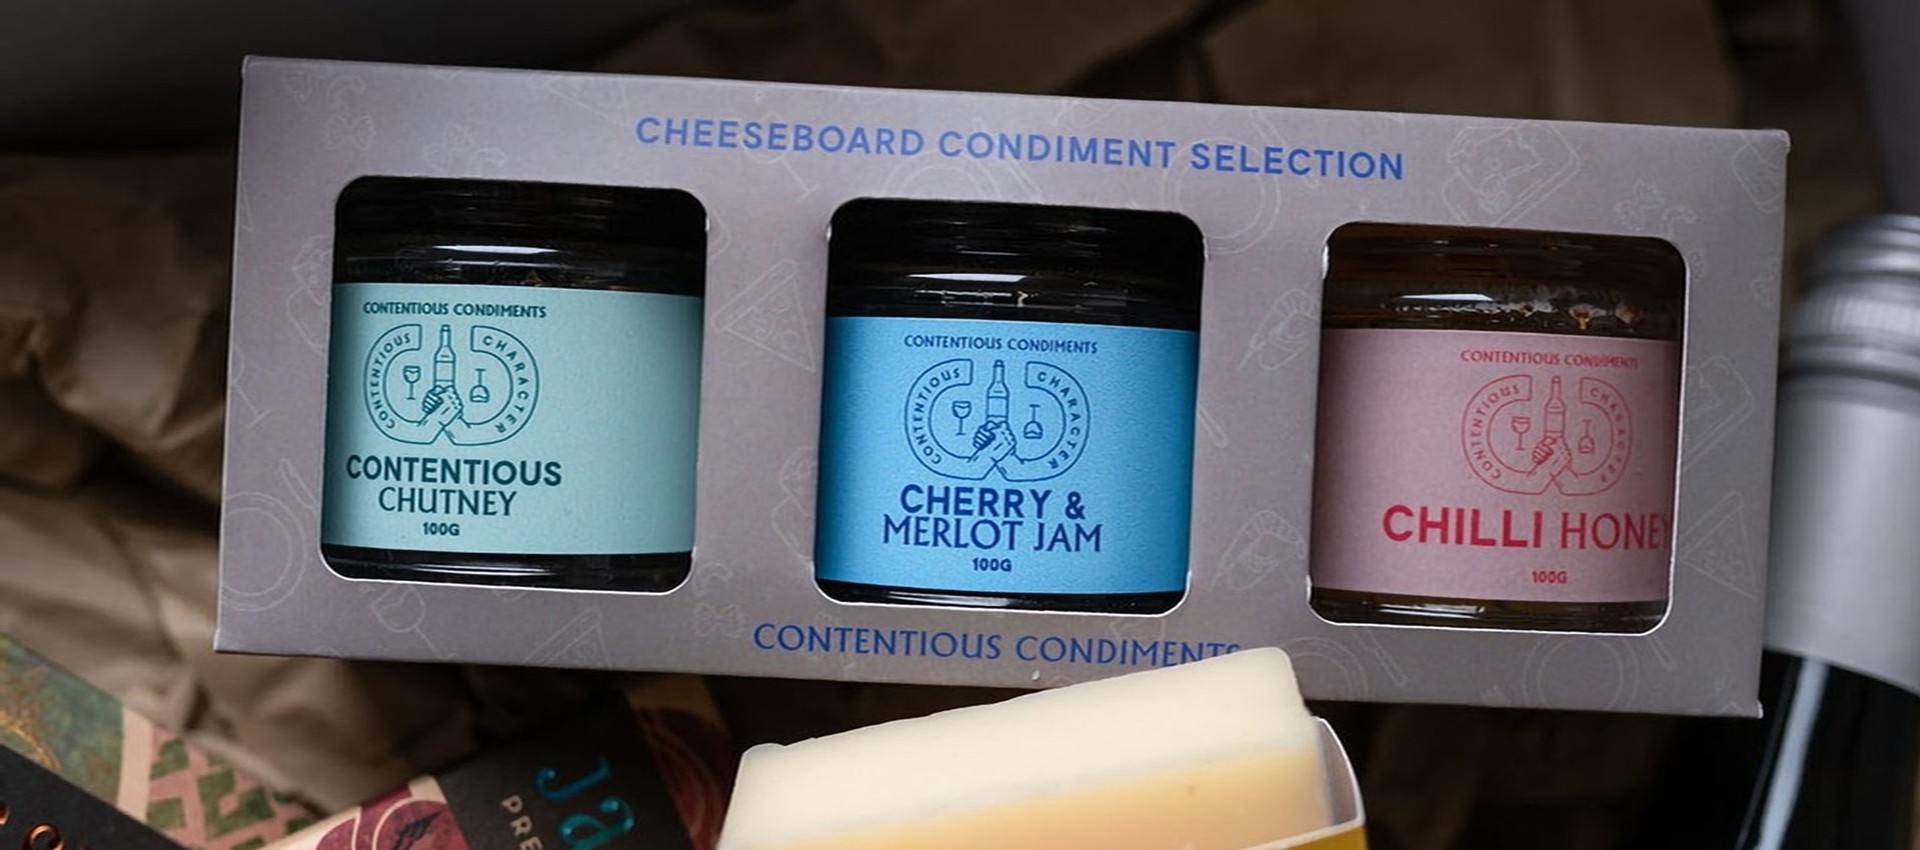 CHEESEBOARD CONDIMENT SELECTION
CONTENTIOUS CONDIMENTS
CONTENTIOUS CHARACTER
CONTENTIOUS
CHUTNEY
100G
CONTENTIOUS CONDIMENTS
CONTENTIOUS CHARACTER
CHERRY &
MERLOT JAM
100G
CONTENTIOUS CONDIMENTS
CONTENTIOUS CHARACTER
CHILLI HONEY
100G
CONTENTIOUS CONDIMENTS